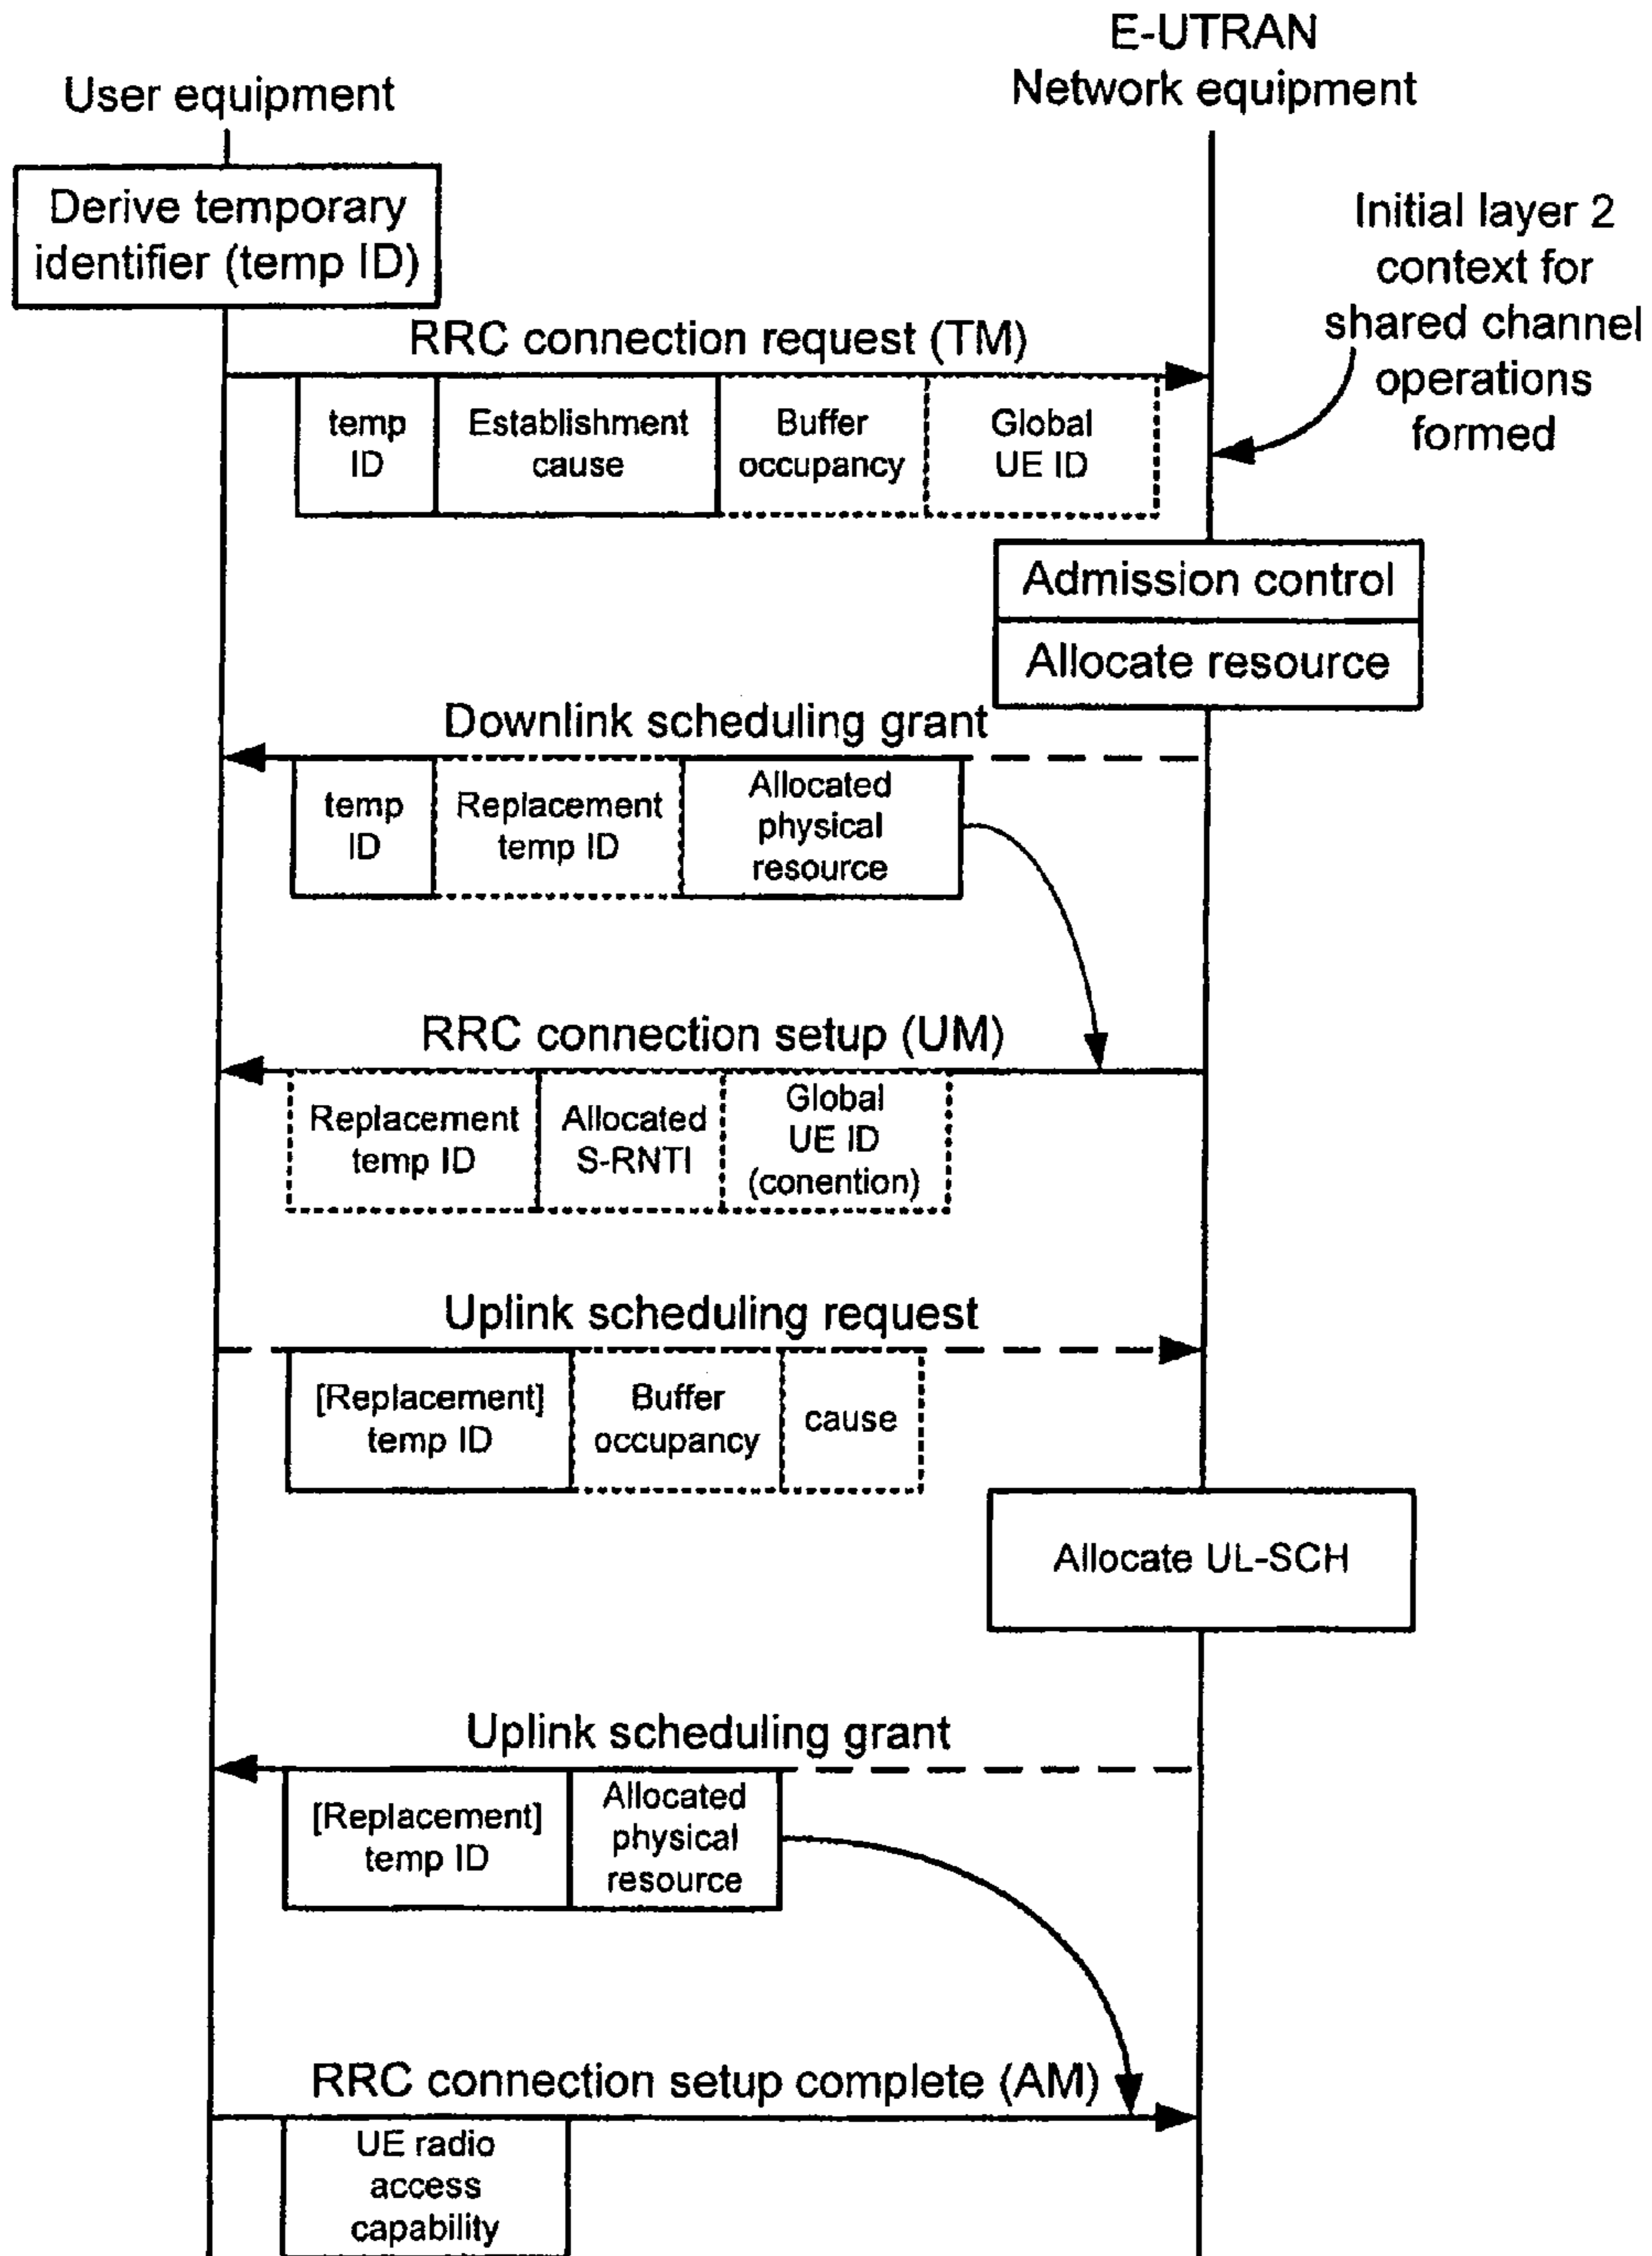 E-UTRAN
Network equipment
User equipment
Derive temporary
identifier (temp ID)
Initial layer 2
context for
shared channel
operations
formed
RRC connection request (TM)
temp
ID
Establishment
cause
Buffer
occupancy
Global
UE ID
Admission control
Allocate resource
Downlink scheduling grant
temp
ID
Replacement
temp ID
Allocated
physical
resource
RRC connection setup (UM)
Replacement
temp ID
Allocated
S-RNTI
Global
UE ID
(conention)
Uplink scheduling request
[Replacement]
temp ID
Buffer
occupancy
cause
Allocate UL-SCH
Uplink scheduling grant
[Replacement]
temp ID
Allocated
physical
resource
RRC connection setup complete (AM)
UE radio
access
capability